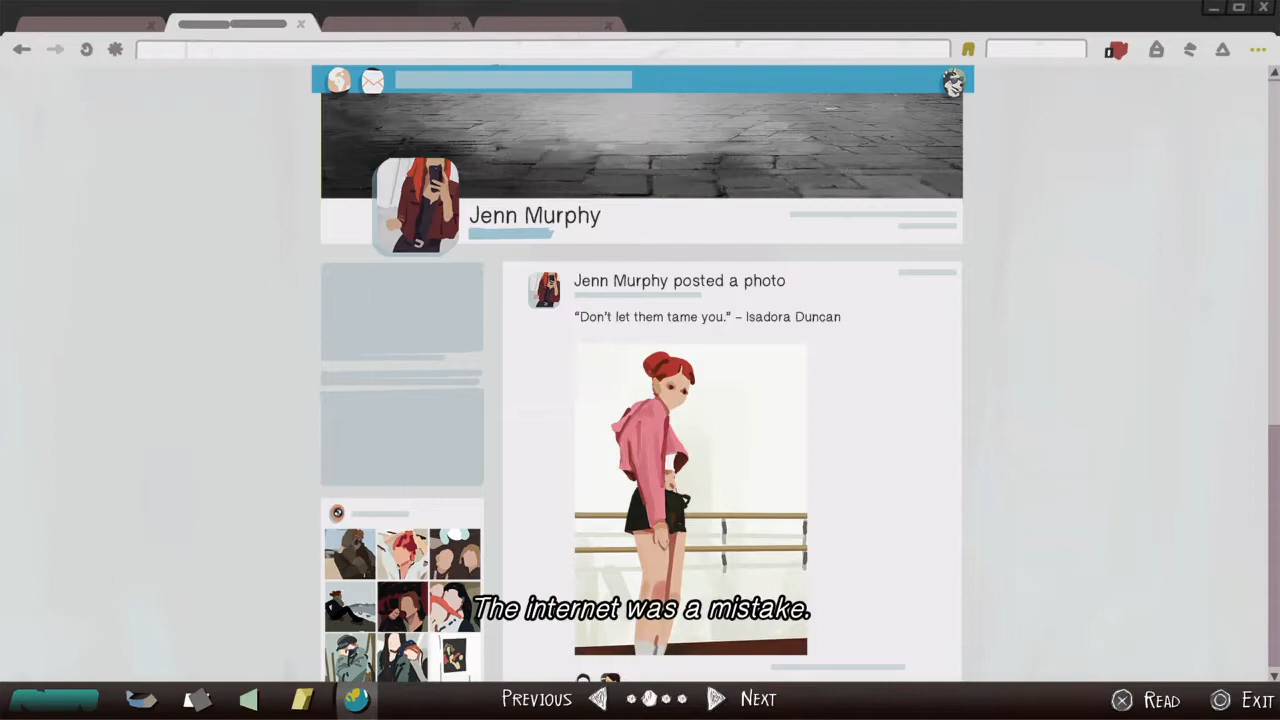 Jenn Murphy
Jenn Murphy posted a photo
“Don’t let them tame you.” – Isadora Duncan
The internet was a mistake.
PREVIOUS
NEXT
READ
EXIT